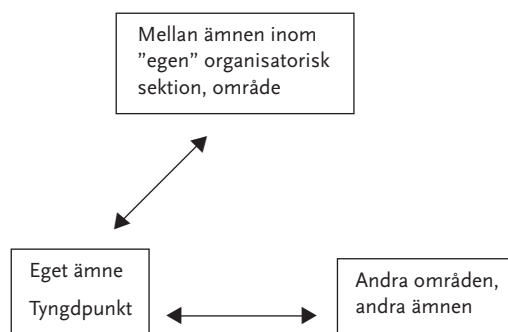 Mellan ämnen inom
”egen” organisatorisk
sektion, område
Eget ämne
Tyngdpunkt
Andra områden,
andra ämnen